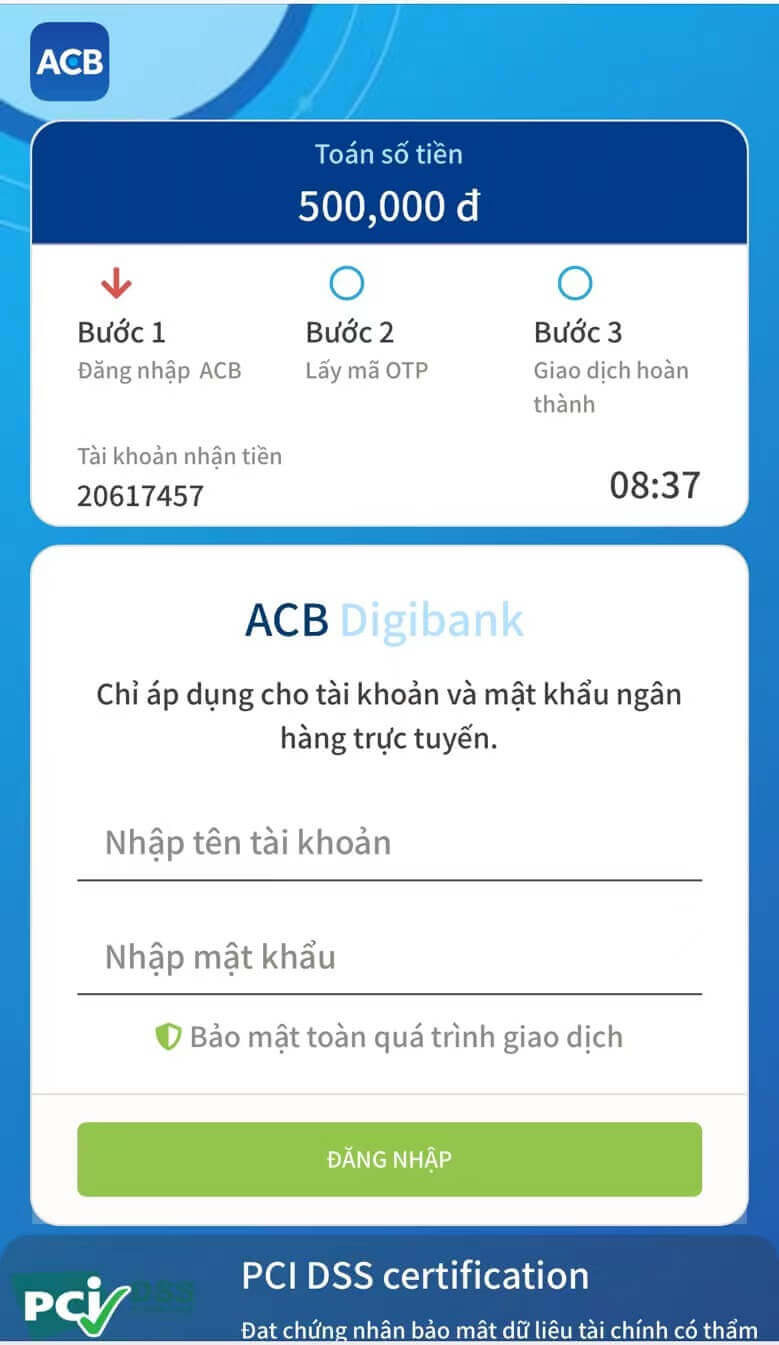 ACB
Toán số tiền
500,000 đ
Bước 1
Đăng nhập ACB
Bước 2
Lấy mã OTP
Bước 3
Giao dịch hoàn
thành
Tài khoản nhận tiền
20617457
08:37
ACB Digibank
Chỉ áp dụng cho tài khoản và mật khẩu ngân
hàng trực tuyến.
Nhập tên tài khoản
Nhập mật khẩu
Bảo mật toàn quá trình giao dịch
ĐĂNG NHẬP
PCI DSS certification
PCI DSS
Đạt chứng nhận bảo mật dữ liệu tài chính có thẩm